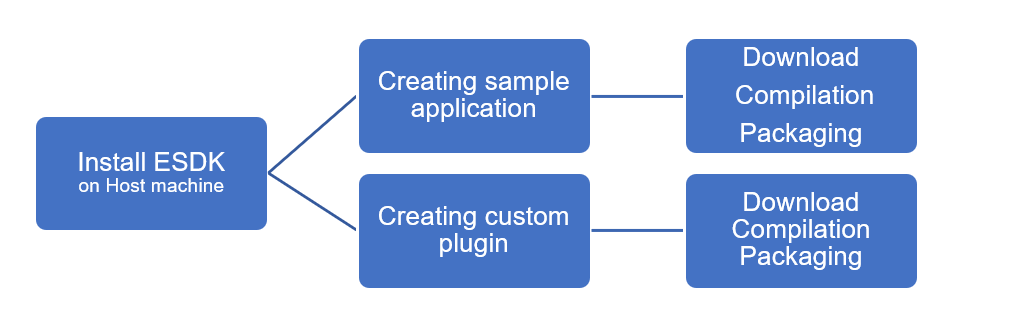 Install ESDK
on Host machine
Creating sample
application
Download
Compilation
Packaging
Creating custom
plugin
Download
Compilation
Packaging